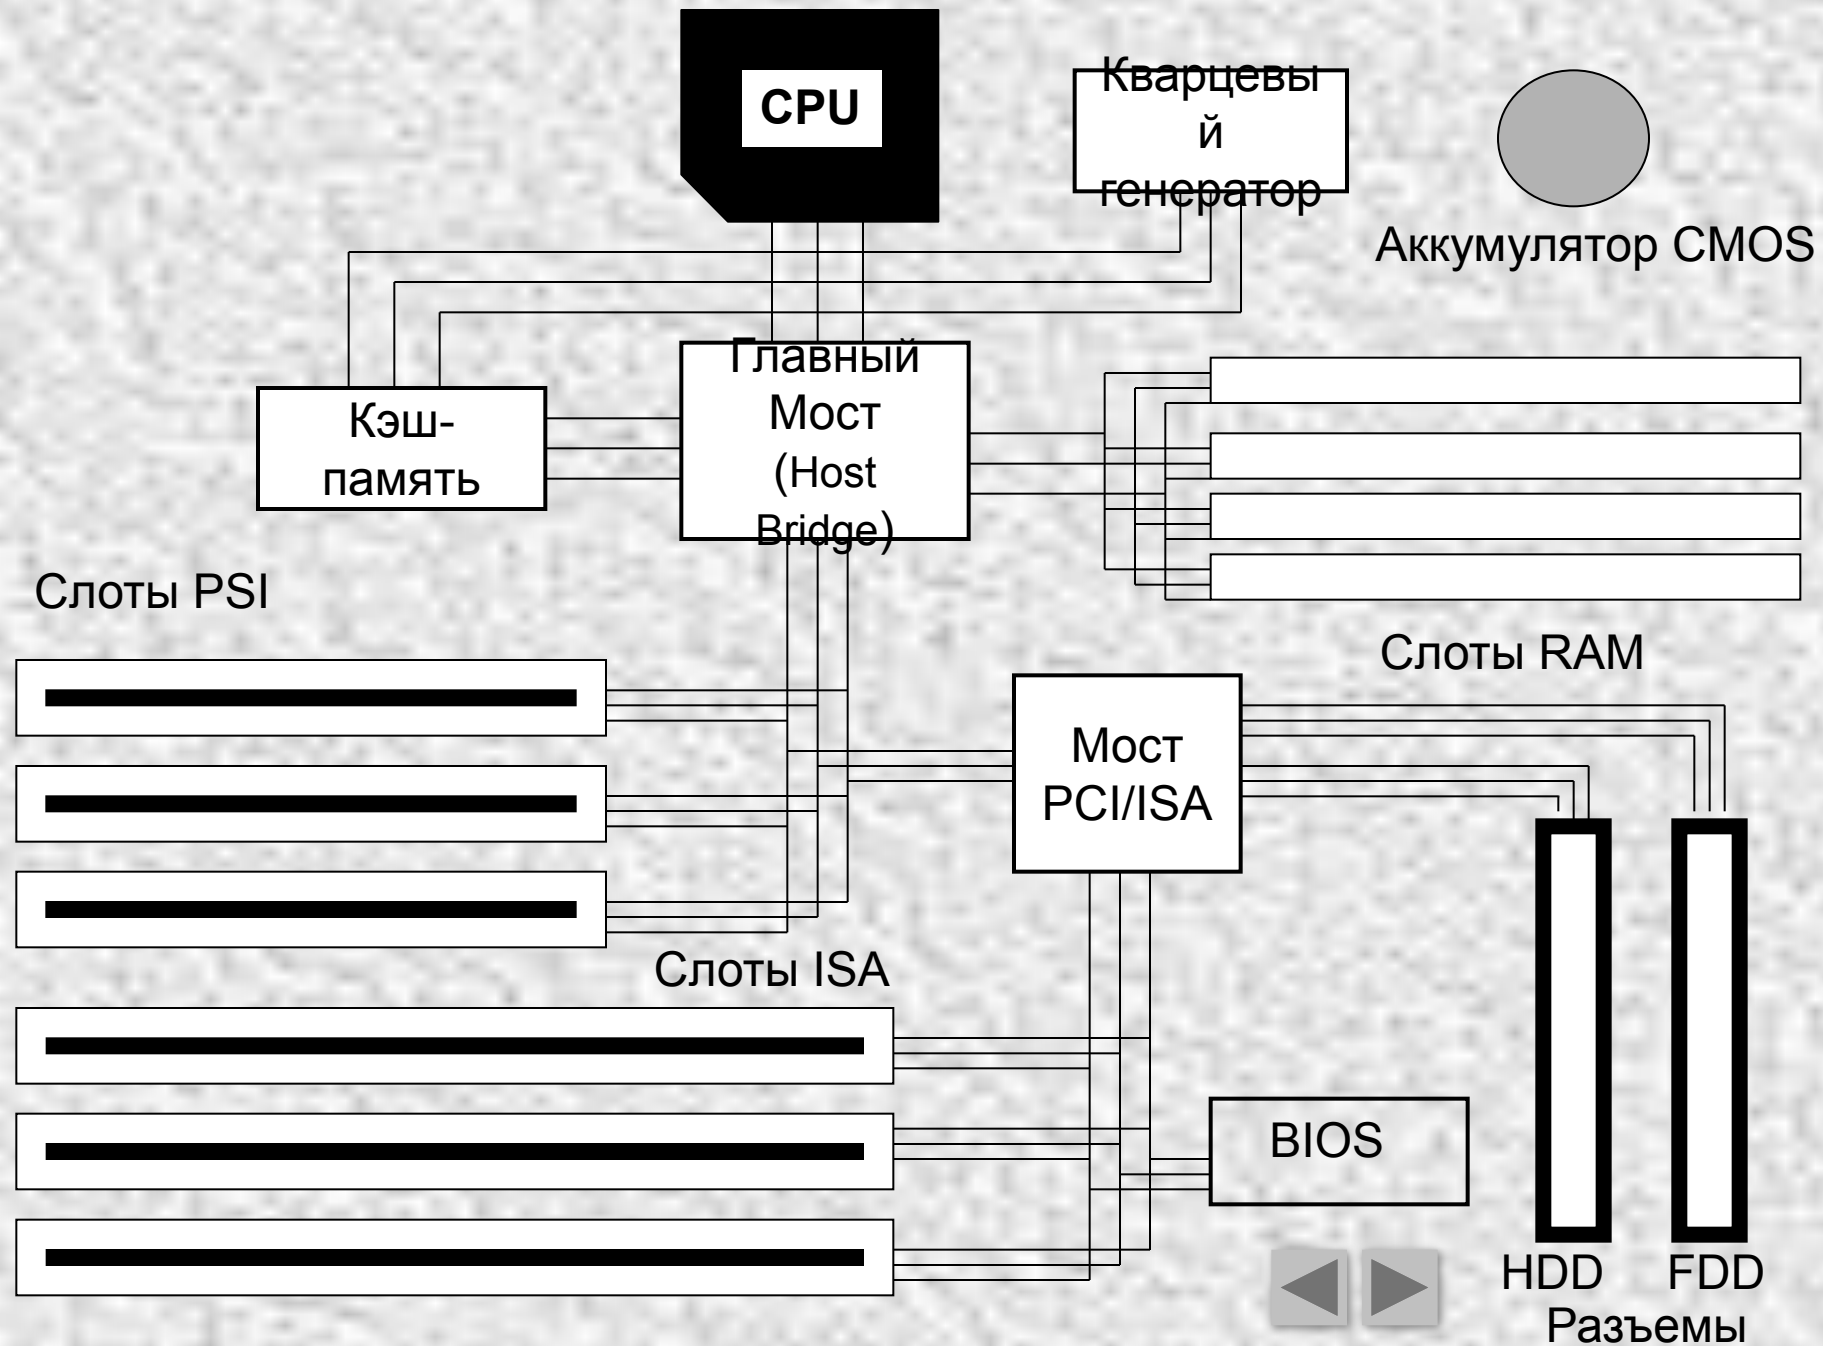 CPU
Кварцевы
й
генератор
Аккумулятор CMOS
Главный
Мост
(Host
Bridge)
Кэш-
память
Слоты PSI
Слоты RAM
Мост
PCI/ISA
Слоты ISA
BIOS
HDD FDD
Разъемы